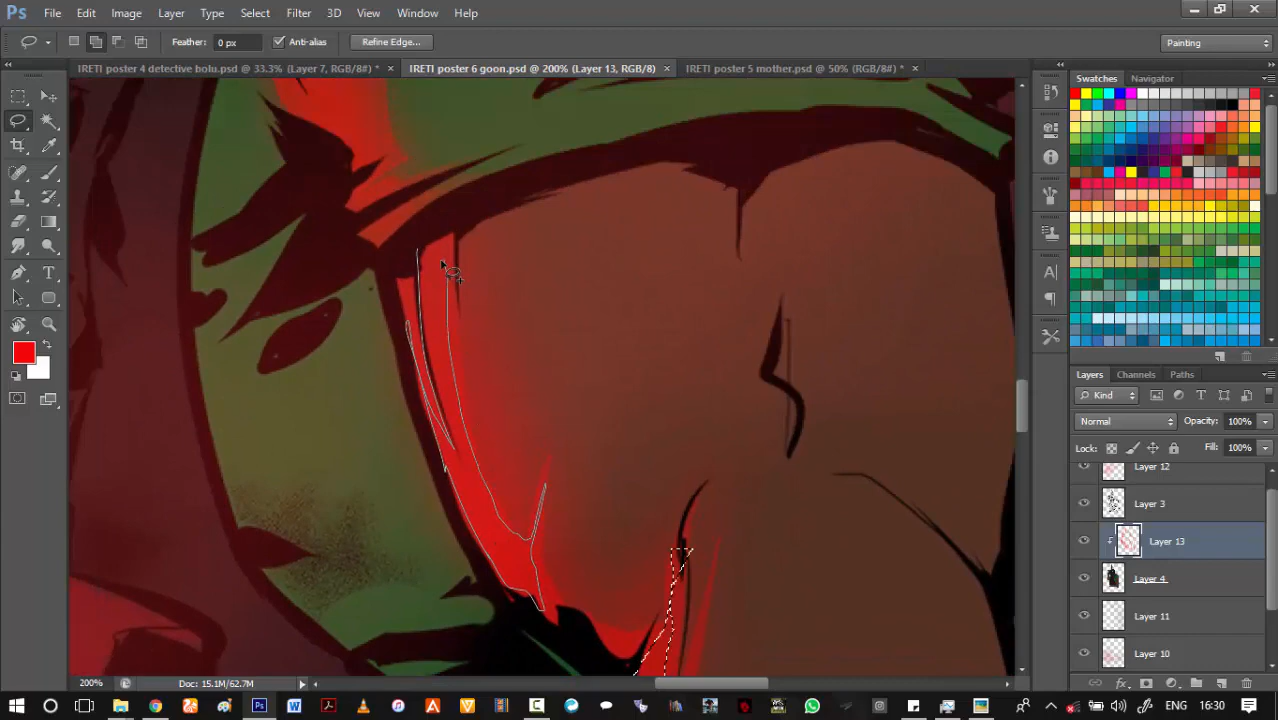 Ps File Edit Image Layer Type Select Filter 3D View Window Help
Feather: 0 px Anti-alias Refine Edge... Painting
IRETI poster 4 detective bolu.psd @ 33.3% (Layer 7, RGB/8#) * × IRETI poster 6 goon.psd @ 200% (Layer 13, RGB/8) × IRETI poster 5 mother.psd @ 50% (RGB/8#) * ×
Swatches Navigator
Layers Channels Paths
Kind
Normal Opacity: 100%
Lock: Fill: 100%
Layer 12
Layer 3
Layer 13
Layer 4
Layer 11
Layer 10
200% Doc: 15.1M/62.7M
ENG 16:30